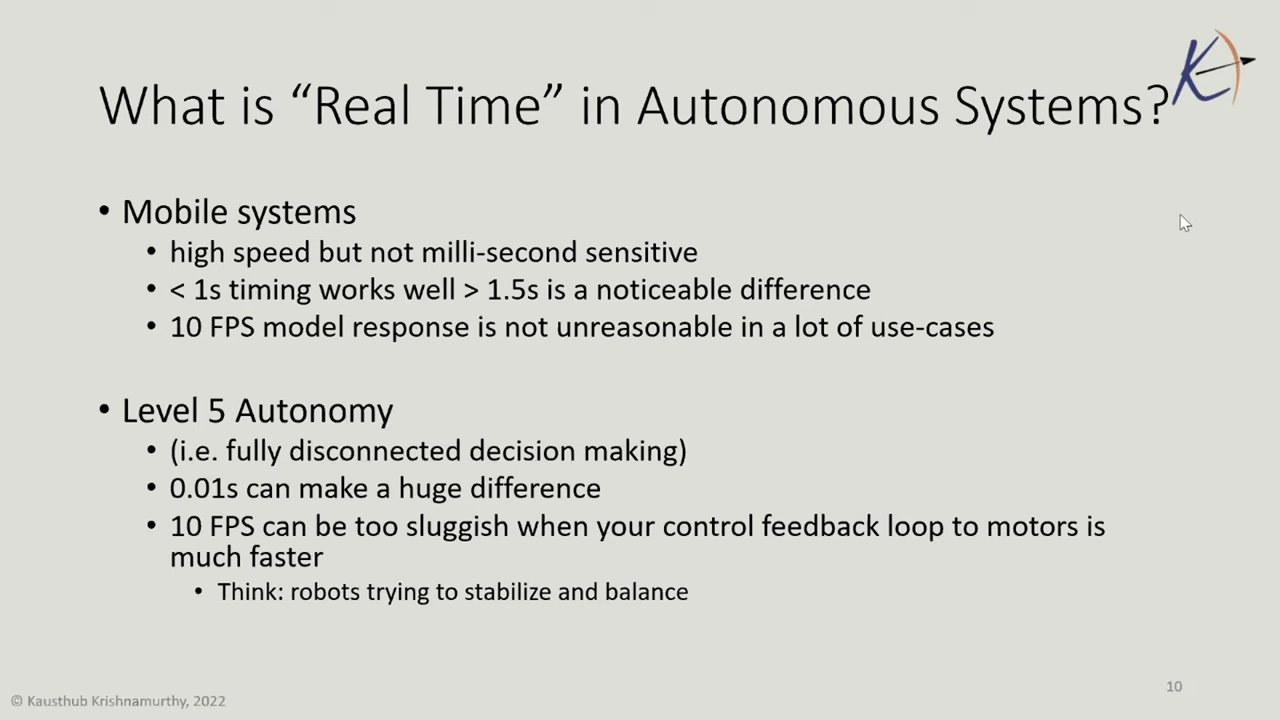 What is “Real Time” in Autonomous Systems?
K
• Mobile systems
• high speed but not milli-second sensitive
• < 1s timing works well > 1.5s is a noticeable difference
• 10 FPS model response is not unreasonable in a lot of use-cases
• Level 5 Autonomy
• (i.e. fully disconnected decision making)
• 0.01s can make a huge difference
• 10 FPS can be too sluggish when your control feedback loop to motors is
much faster
• Think: robots trying to stabilize and balance
© Kausthub Krishnamurthy, 2022
10